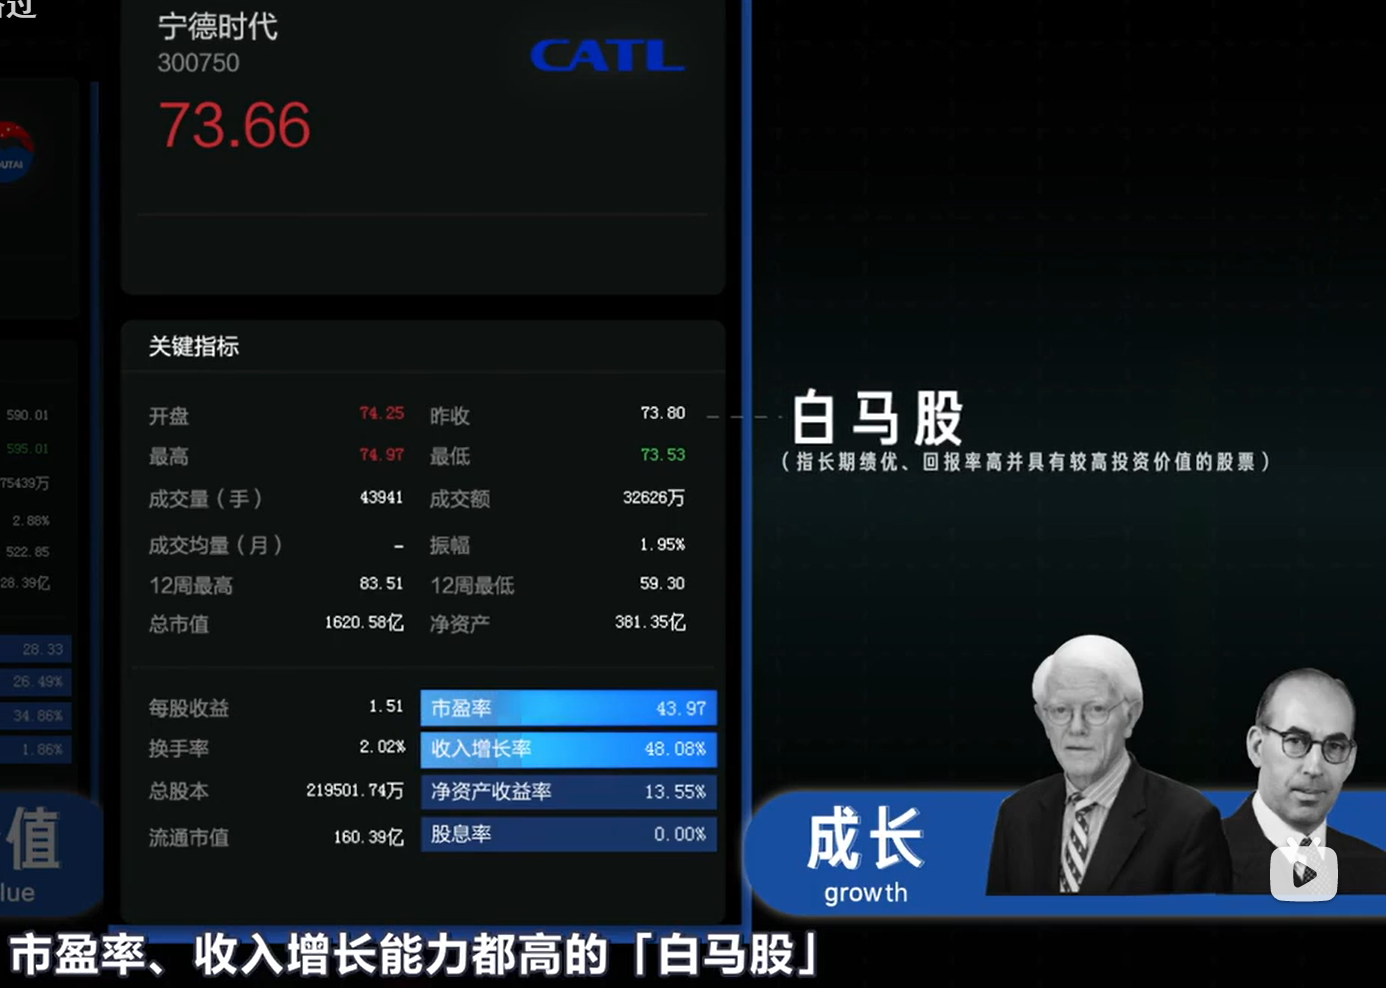 过
宁德时代
300750
CATL
73.66
UTAI
关键指标
590.01
595.01
75439万
2.88%
522.85
28.39亿
28.33
26.49%
34.86%
1.86%
开盘 74.25 昨收 73.80
最高 74.97 最低 73.53
成交量（手） 43941 成交额 32626万
成交均量（月） – 振幅 1.95%
12周最高 83.51 12周最低 59.30
总市值 1620.58亿 净资产 381.35亿
每股收益 1.51 市盈率 43.97
换手率 2.02% 收入增长率 48.08%
总股本 219501.74万 净资产收益率 13.55%
流通市值 160.39亿 股息率 0.00%
白马股
（指长期绩优、回报率高并具有较高投资价值的股票）
值
lue
成长
growth
市盈率、收入增长能力都高的「白马股」